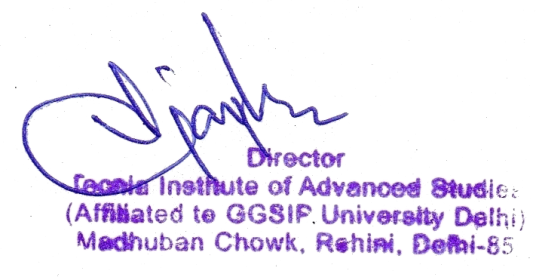 Director
Tecnia Institute of Advanced Studies
(Affiliated to GGSIP. University Delhi)
Madhuban Chowk, Rohini, Delhi-85